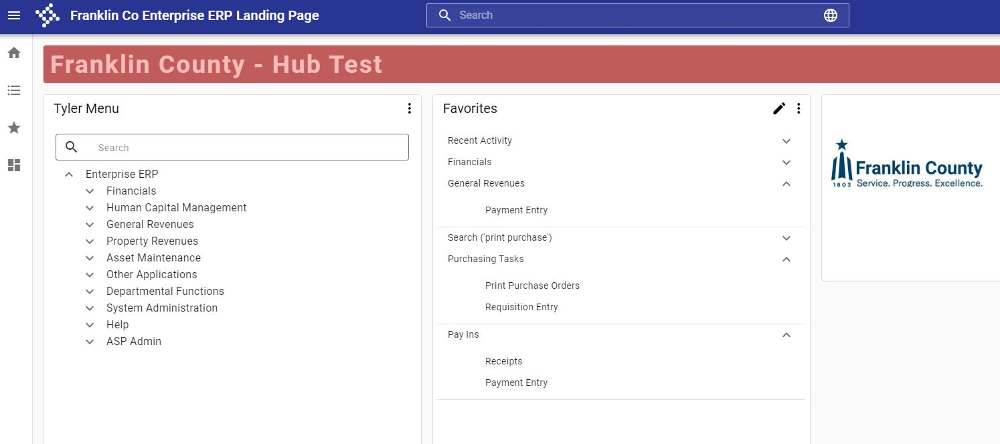 Franklin Co Enterprise ERP Landing Page
Search
Franklin County - Hub Test
Tyler Menu
Search
Enterprise ERP
Financials
Human Capital Management
General Revenues
Property Revenues
Asset Maintenance
Other Applications
Departmental Functions
System Administration
Help
ASP Admin
Favorites
Recent Activity
Financials
General Revenues
Payment Entry
Search ('print purchase')
Purchasing Tasks
Print Purchase Orders
Requisition Entry
Pay Ins
Receipts
Payment Entry
Franklin County
1803 Service. Progress. Excellence.